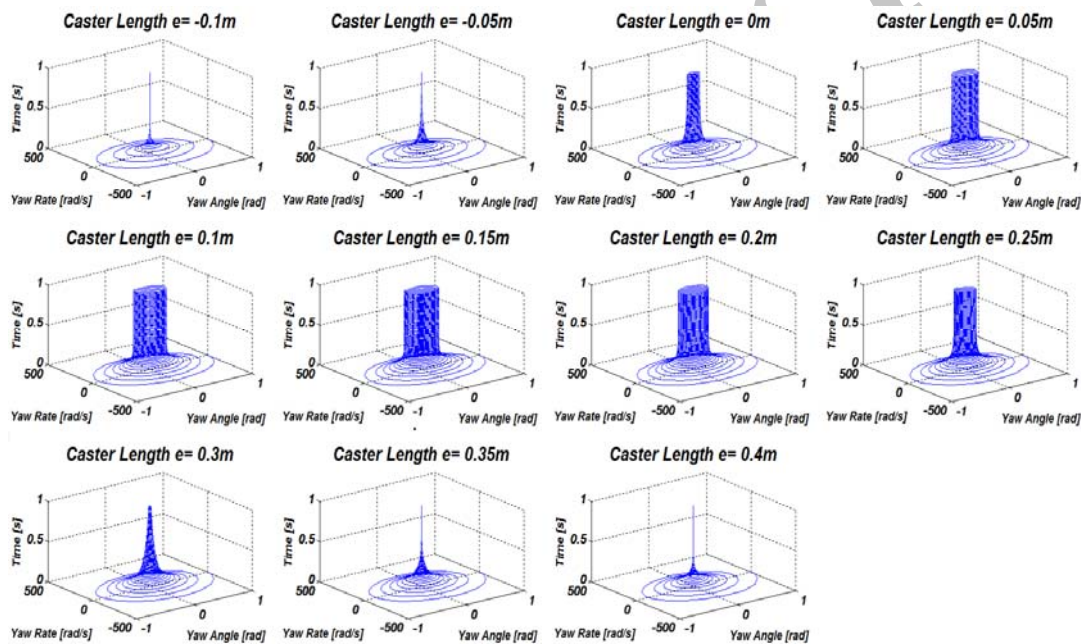 Caster Length e= -0.1m
Caster Length e= -0.05m
Caster Length e= 0m
Caster Length e= 0.05m
1
0.5
0
500
0
-500
-1
0
1
Time [s]
Yaw Rate [rad/s]
Yaw Angle [rad]
1
0.5
0
500
0
-500
-1
0
1
Time [s]
Yaw Rate [rad/s]
Yaw Angle [rad]
1
0.5
0
500
0
-500
-1
0
1
Time [s]
Yaw Rate [rad/s]
Yaw Angle [rad]
1
0.5
0
500
0
-500
-1
0
1
Time [s]
Yaw Rate [rad/s]
Yaw Angle [rad]
Caster Length e= 0.1m
Caster Length e= 0.15m
Caster Length e= 0.2m
Caster Length e= 0.25m
1
0.5
0
500
0
-500
-1
0
1
Time [s]
Yaw Rate [rad/s]
Yaw Angle [rad]
1
0.5
0
500
0
-500
-1
0
1
Time [s]
Yaw Rate [rad/s]
Yaw Angle [rad]
1
0.5
0
500
0
-500
-1
0
1
Time [s]
Yaw Rate [rad/s]
Yaw Angle [rad]
1
0.5
0
500
0
-500
-1
0
1
Time [s]
Yaw Rate [rad/s]
Yaw Angle [rad]
Caster Length e= 0.3m
Caster Length e= 0.35m
Caster Length e= 0.4m
1
0.5
0
500
0
-500
-1
0
1
Time [s]
Yaw Rate [rad/s]
Yaw Angle [rad]
1
0.5
0
500
0
-500
-1
0
1
Time [s]
Yaw Rate [rad/s]
Yaw Angle [rad]
1
0.5
0
500
0
-500
-1
0
1
Time [s]
Yaw Rate [rad/s]
Yaw Angle [rad]